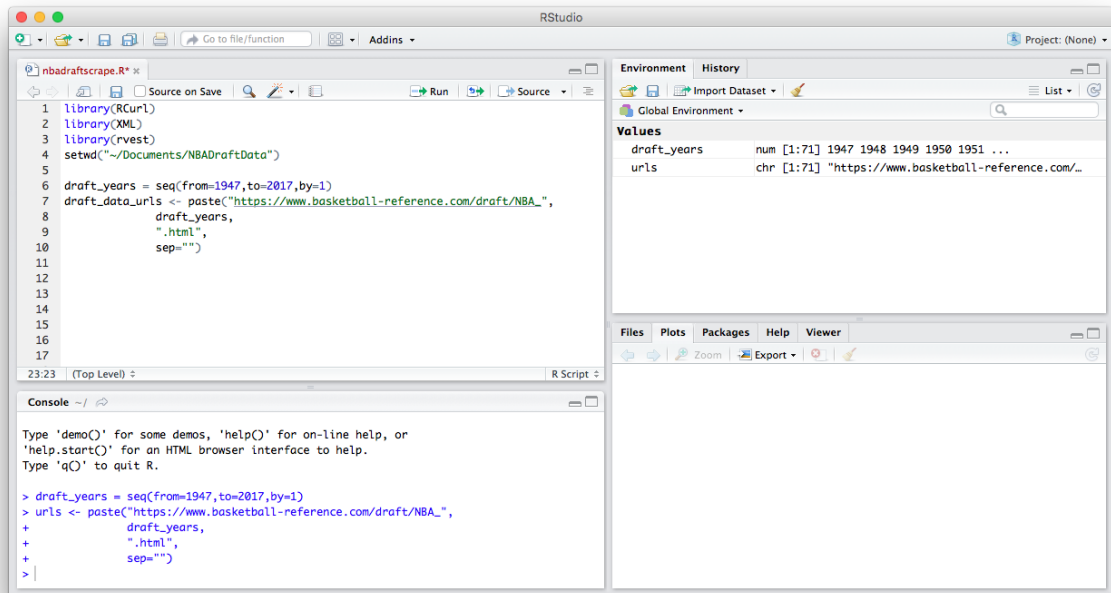 RStudio
Go to file/function
Addins
Project: (None)
nbadraftscrape.R*
Source on Save
Run
Source
1 library(RCurl)
2 library(XML)
3 library(rvest)
4 setwd("~/Documents/NBADraftData")
5
6 draft_years = seq(from=1947,to=2017,by=1)
7 draft_data_urls <- paste("https://www.basketball-reference.com/draft/NBA_",
8 draft_years,
9 ".html",
10 sep="")
11
12
13
14
15
16
17
23:23 (Top Level) R Script
Console ~/
Type 'demo()' for some demos, 'help()' for on-line help, or
'help.start()' for an HTML browser interface to help.
Type 'q()' to quit R.
> draft_years = seq(from=1947,to=2017,by=1)
> urls <- paste("https://www.basketball-reference.com/draft/NBA_",
+ draft_years,
+ ".html",
+ sep="")
>
Environment History
Import Dataset List
Global Environment
Values
draft_years num [1:71] 1947 1948 1949 1950 1951 ...
urls chr [1:71] "https://www.basketball-reference.com/…
Files Plots Packages Help Viewer
Zoom Export